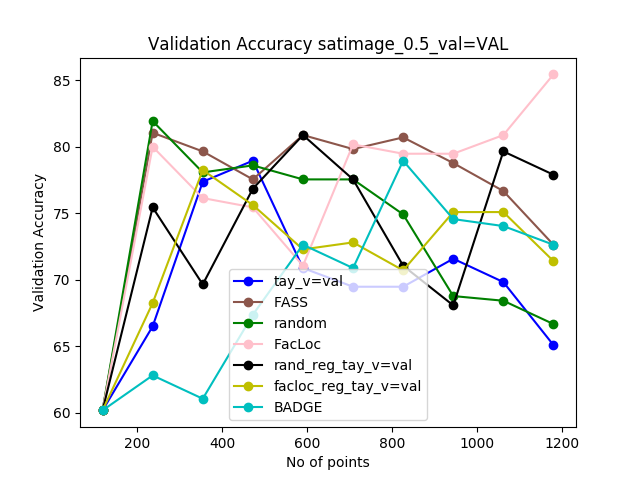 Validation Accuracy satimage_0.5_val=VAL
Validation Accuracy
85
80
75
70
65
60
tay_v=val
FASS
random
FacLoc
rand_reg_tay_v=val
facloc_reg_tay_v=val
BADGE
200 400 600 800 1000 1200
No of points